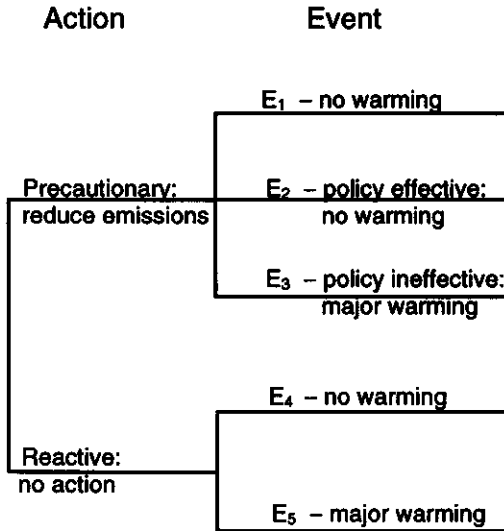 Action Event
E₁ – no warming
Precautionary:
reduce emissions
E₂ – policy effective:
no warming
E₃ – policy ineffective:
major warming
E₄ – no warming
Reactive:
no action
E₅ – major warming